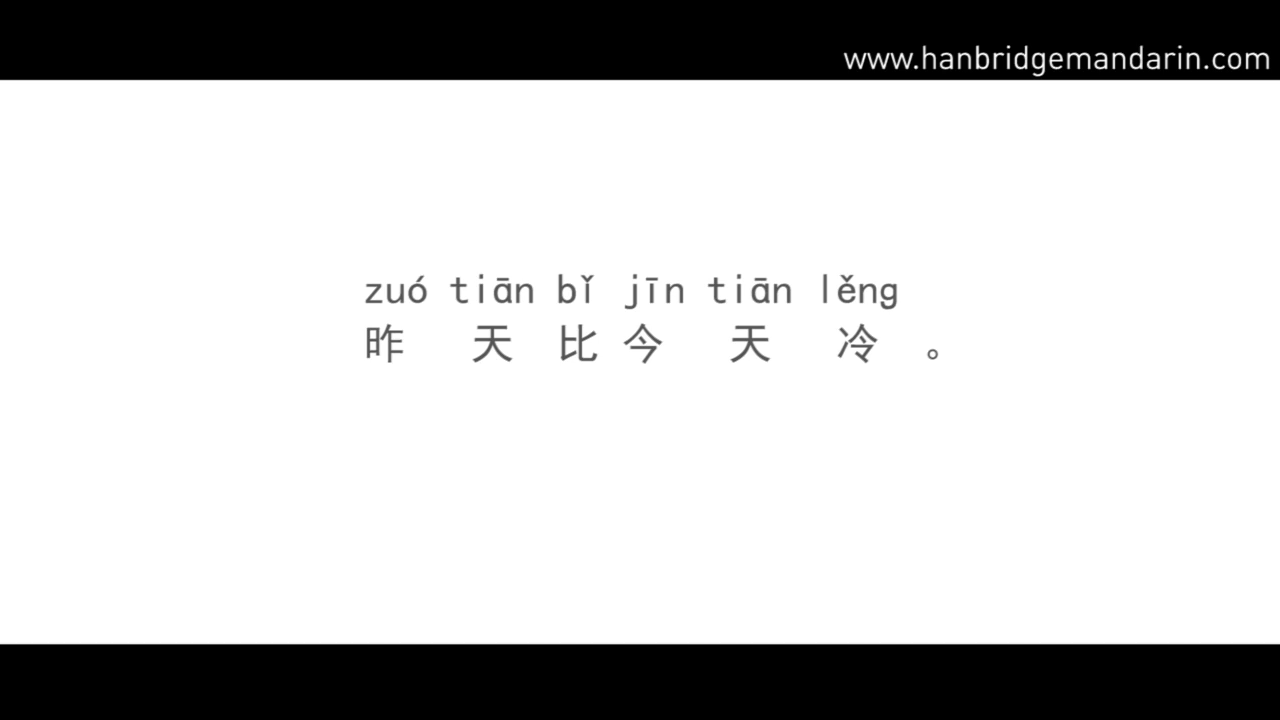 www.hanbridgemandarin.com
zuó tiān bǐ jīn tiān lěng
昨天比今天冷。